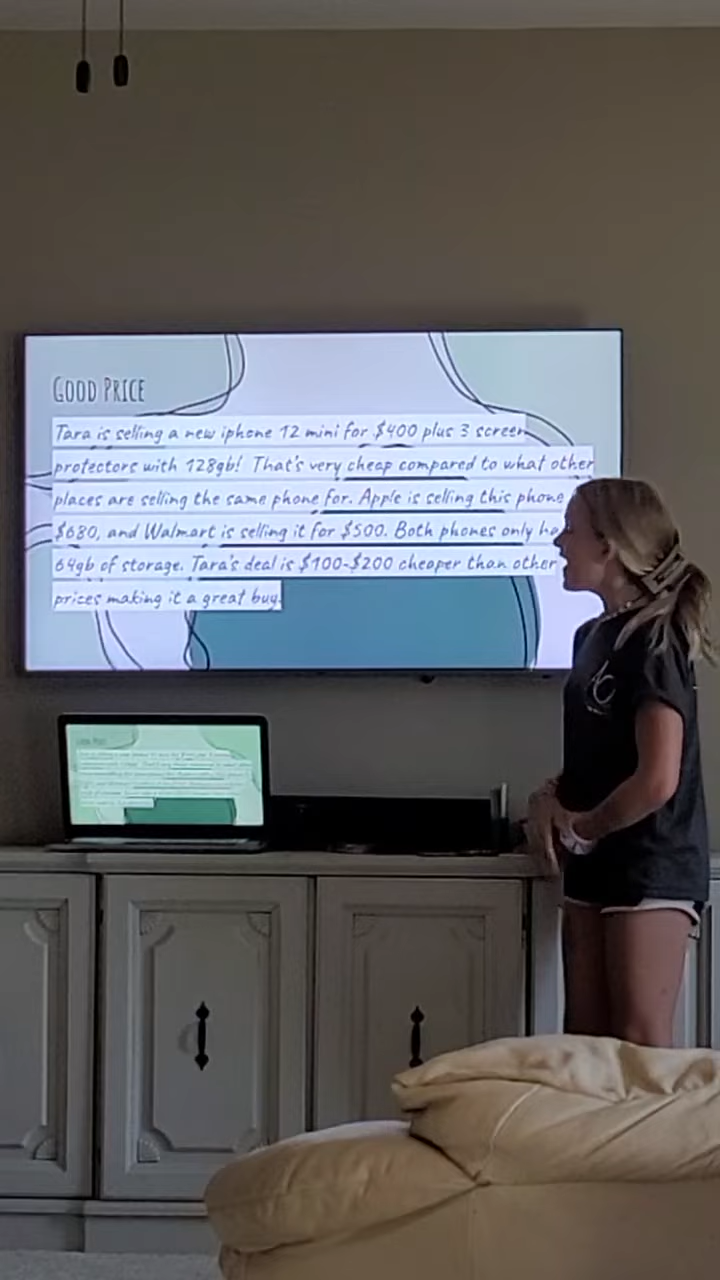 GOOD PRICE
Tara is selling a new iphone 12 mini for $400 plus 3 screen
protectors with 128gb! That's very cheap compared to what other
places are selling the same phone for. Apple is selling this phone
$680, and Walmart is selling it for $500. Both phones only ha
64gb of storage. Tara's deal is $100-$200 cheaper than other
prices making it a great buy.
AC